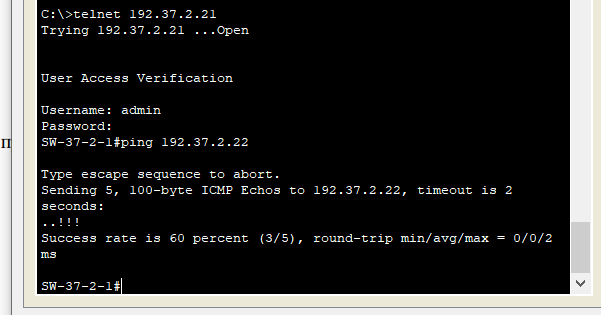 C:\>telnet 192.37.2.21
Trying 192.37.2.21 ...Open
User Access Verification
Username: admin
Password:
SW-37-2-1#ping 192.37.2.22
Type escape sequence to abort.
Sending 5, 100-byte ICMP Echos to 192.37.2.22, timeout is 2
seconds:
..!!!
Success rate is 60 percent (3/5), round-trip min/avg/max = 0/0/2
ms
SW-37-2-1#